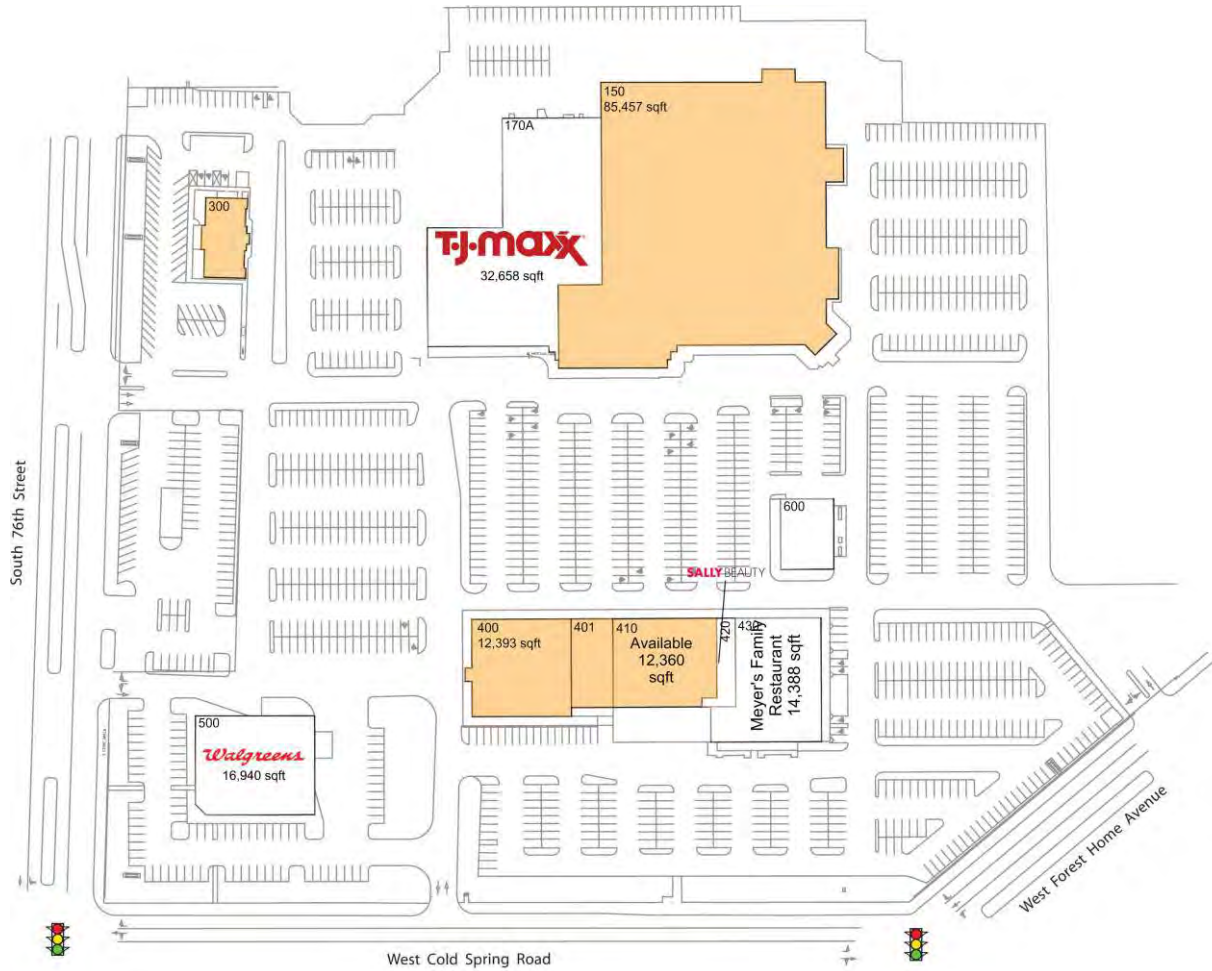 150
85,457 sqft
170A
T·J·maxx
32,658 sqft
300
600
SALLY BEAUTY
400
12,393 sqft
401
410
Available
12,360
sqft
420
430
Meyer's Family
Restaurant
14,388 sqft
500
Walgreens
16,940 sqft
South 76th Street
West Forest Home Avenue
West Cold Spring Road